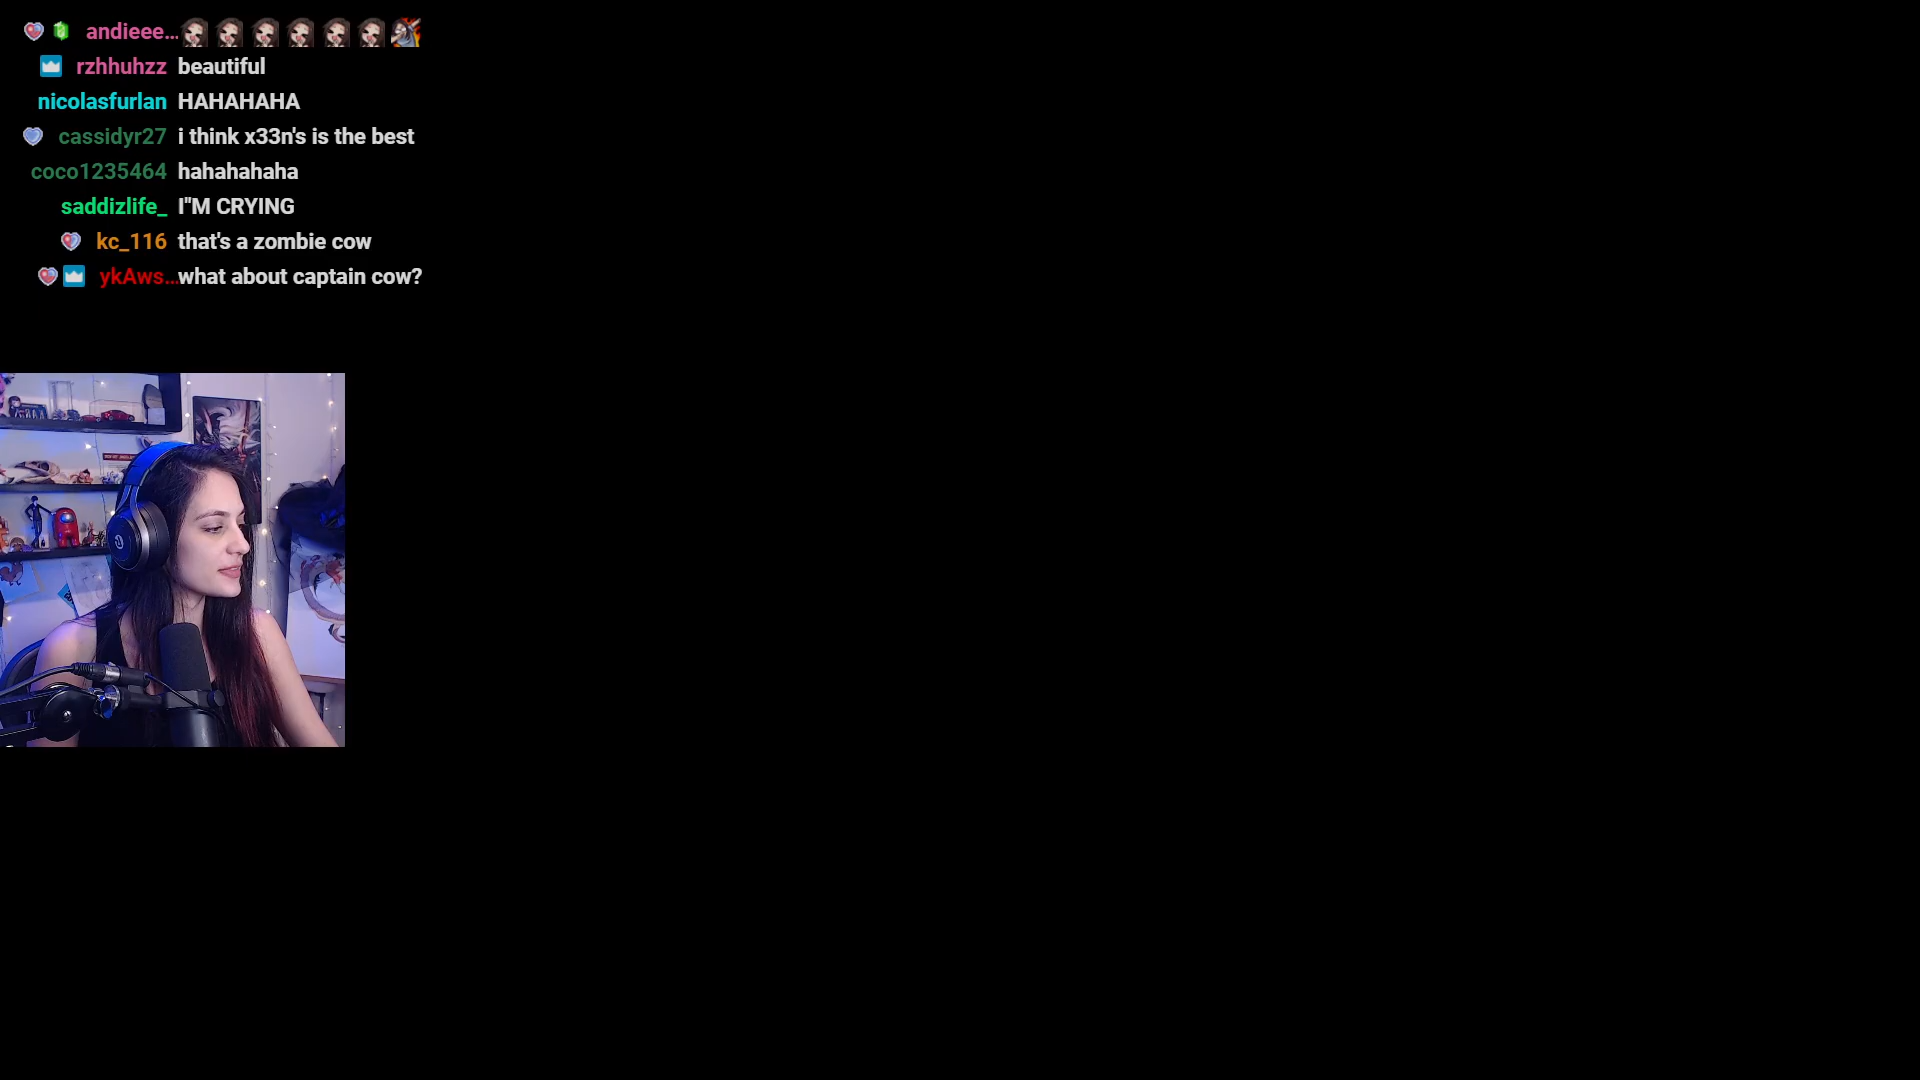 andieee...
rzhhuhzz beautiful
nicolasfurlan HAHAHAHA
cassidyr27 i think x33n's is the best
coco1235464 hahahahaha
saddizlife_ I"M CRYING
kc_116 that's a zombie cow
ykAws... what about captain cow?